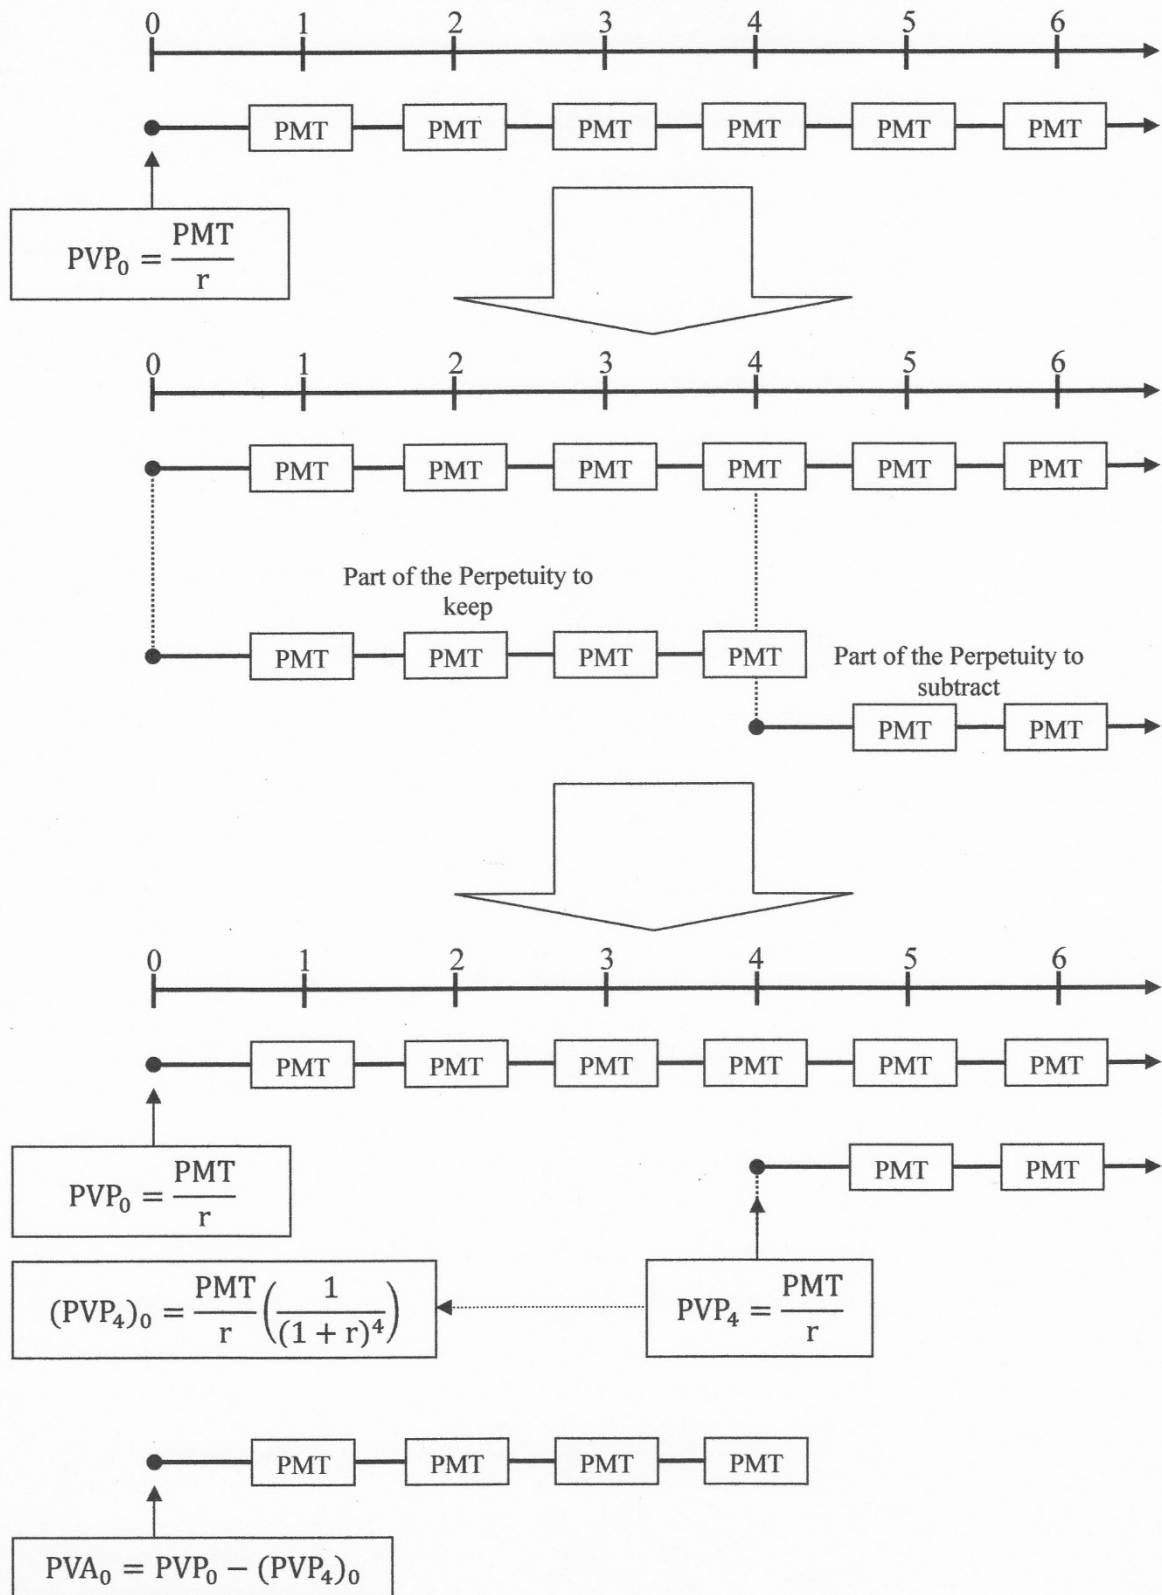 0 1 2 3 4 5 6
PMT PMT PMT PMT PMT PMT
PVP₀ = PMT / r
0 1 2 3 4 5 6
PMT PMT PMT PMT PMT PMT
Part of the Perpetuity to
keep
PMT PMT PMT PMT
Part of the Perpetuity to
subtract
PMT PMT
0 1 2 3 4 5 6
PMT PMT PMT PMT PMT PMT
PMT PMT
PVP₀ = PMT / r
(PVP₄)₀ = PMT / r (1 / (1 + r)⁴)
PVP₄ = PMT / r
PMT PMT PMT PMT
PVA₀ = PVP₀ − (PVP₄)₀